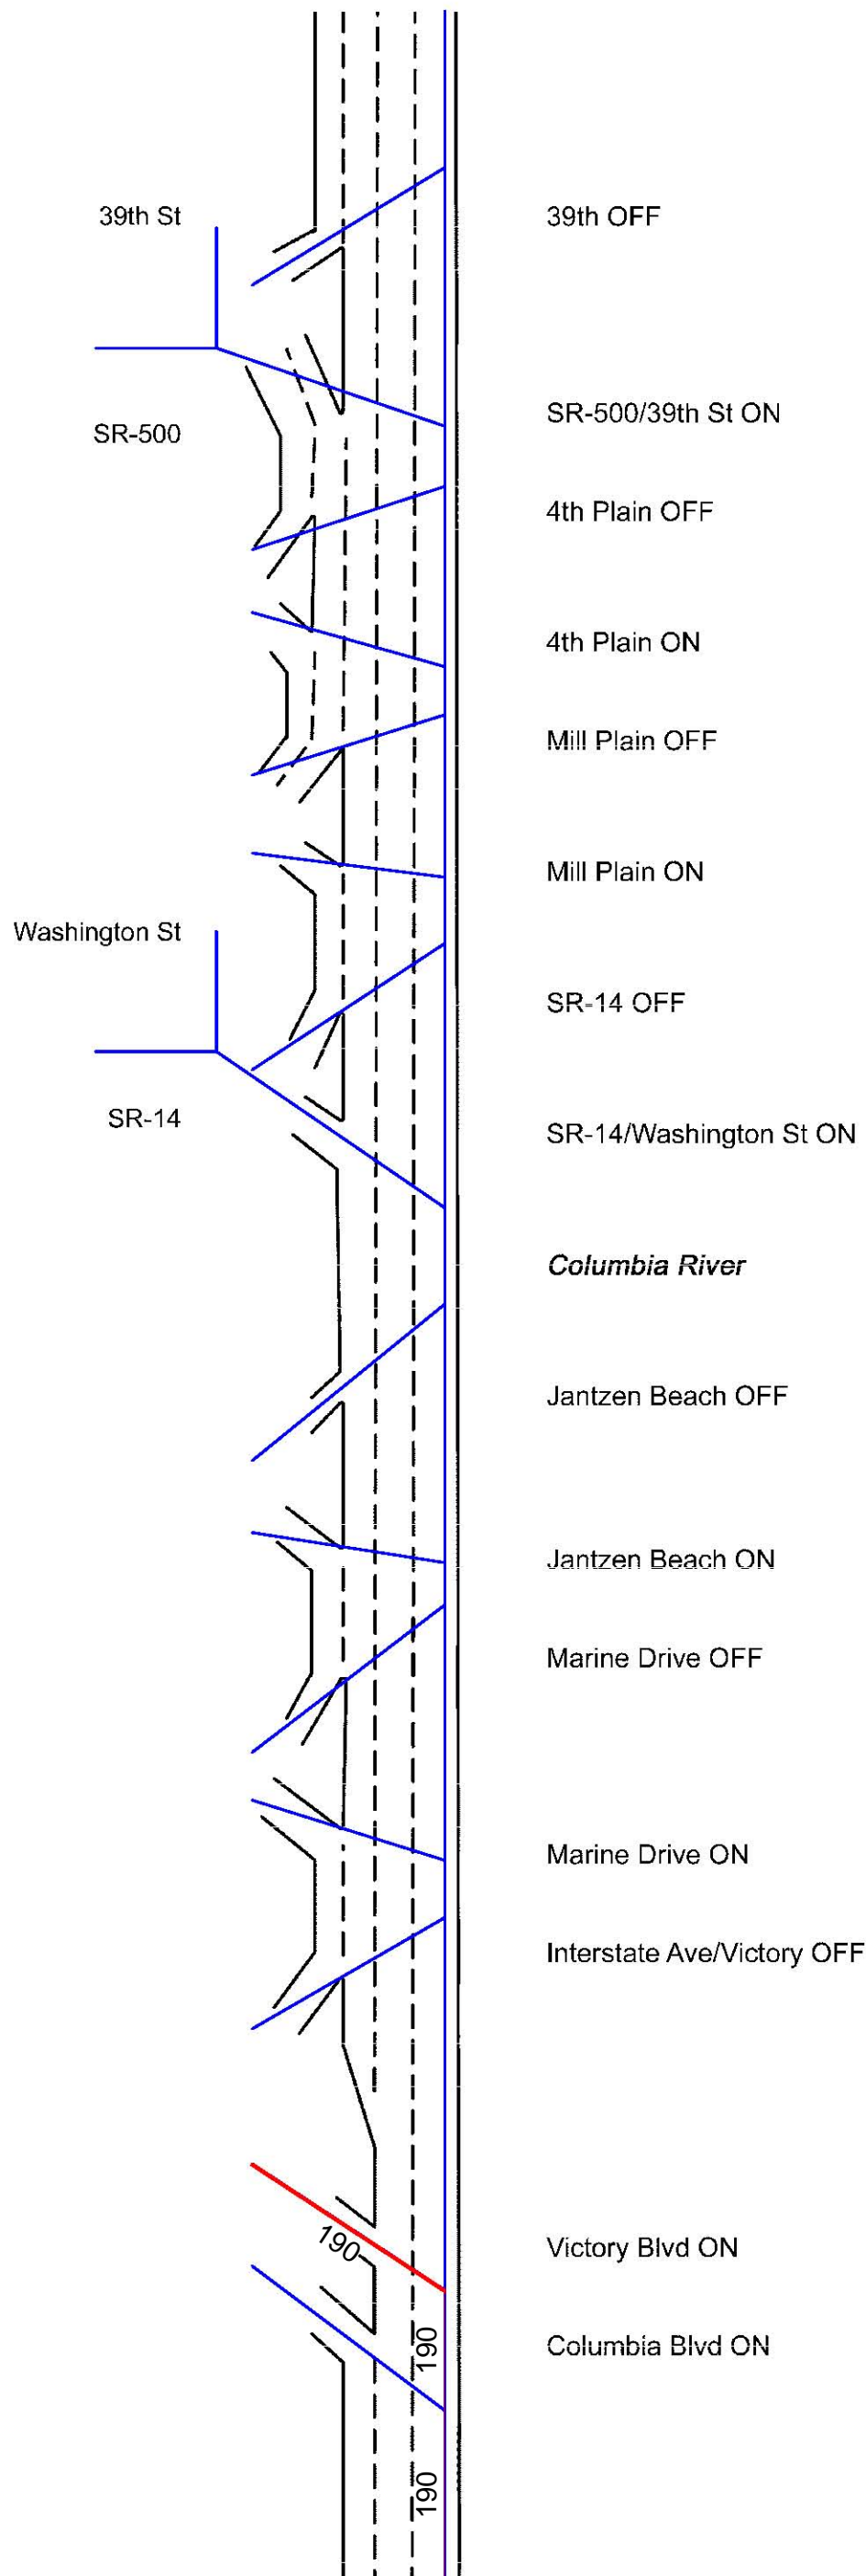 39th St
39th OFF
SR-500/39th St ON
SR-500
4th Plain OFF
4th Plain ON
Mill Plain OFF
Mill Plain ON
Washington St
SR-14 OFF
SR-14
SR-14/Washington St ON
Columbia River
Jantzen Beach OFF
Jantzen Beach ON
Marine Drive OFF
Marine Drive ON
Interstate Ave/Victory OFF
190
Victory Blvd ON
190
Columbia Blvd ON
190